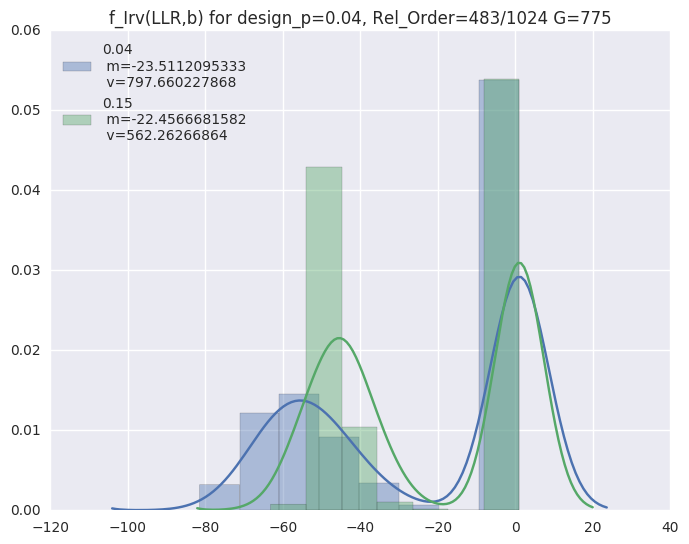 f_Irv(LLR,b) for design_p=0.04, Rel_Order=483/1024 G=775
0.04
m=-23.5112095333
v=797.660227868
0.15
m=-22.4566681582
v=562.26266864
0.06
0.05
0.04
0.03
0.02
0.01
0.00
−120 −100 −80 −60 −40 −20 0 20 40